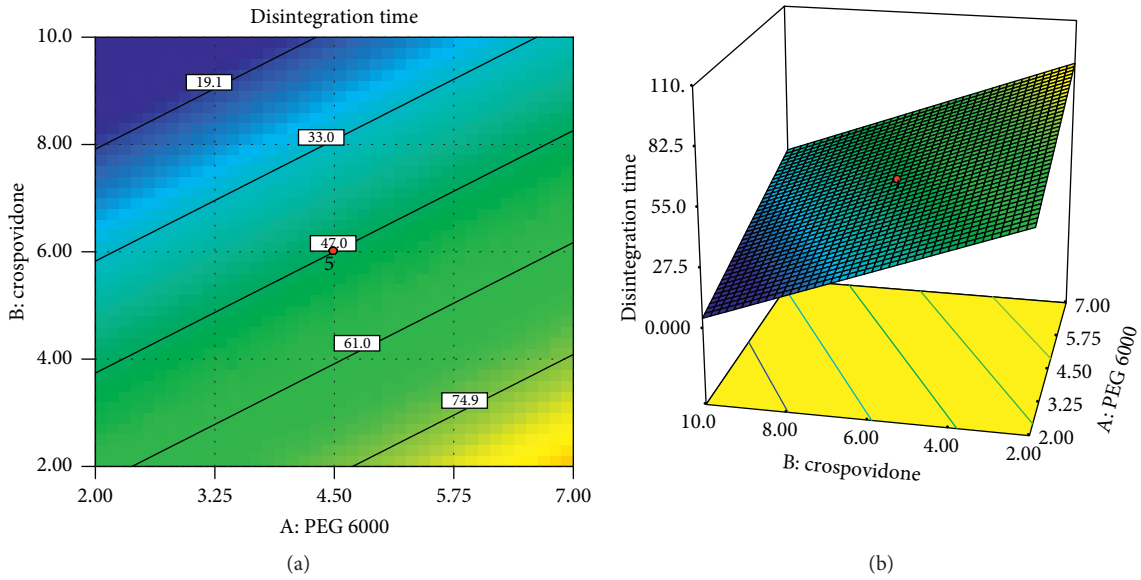 Disintegration time
10.0
8.00
6.00
4.00
2.00
B: crospovidone
19.1
33.0
47.0
5
61.0
74.9
2.00 3.25 4.50 5.75 7.00
A: PEG 6000
(a)
110.
82.5
55.0
27.5
0.000
Disintegration time
10.0 8.00 6.00 4.00 2.00
B: crospovidone
7.00
5.75
4.50
3.25
2.00
A: PEG 6000
(b)